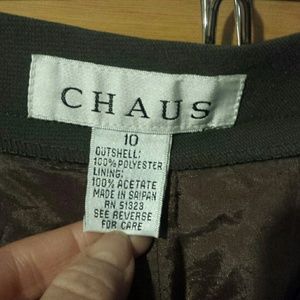 CHAUS
10
OUTSHELL:
100% POLYESTER
LINING:
100% ACETATE
MADE IN SAIPAN
RN 51323
SEE REVERSE
FOR CARE